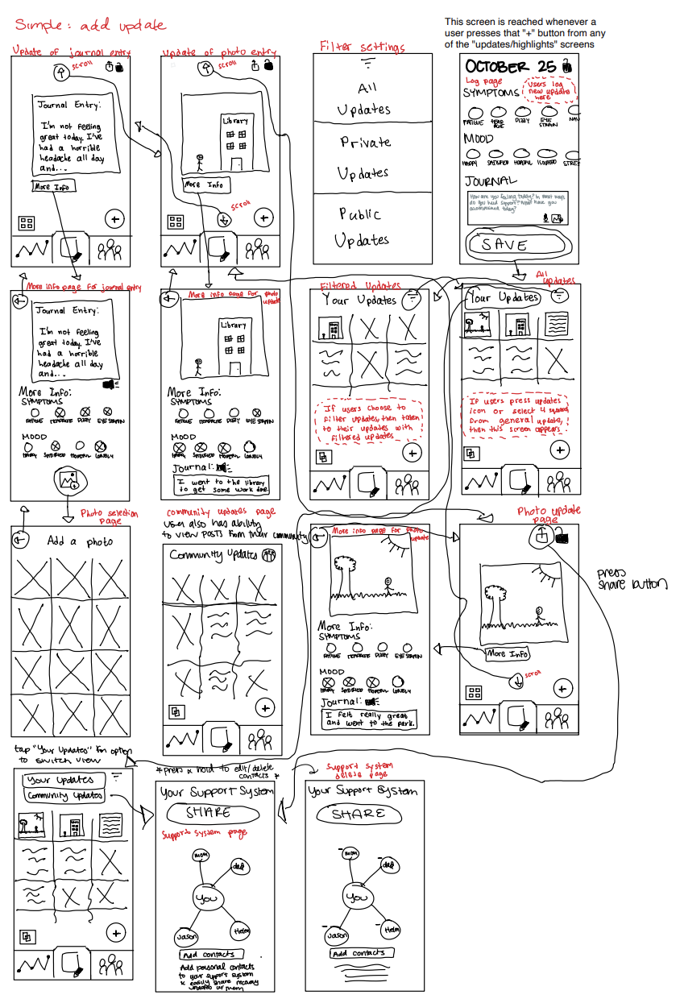 Simple: add update
This screen is reached whenever a
user presses that "+" button from any
of the "updates/highlights" screens
Update of journal entry
scroll
Journal Entry:
I'm not feeling
great today. I've
had a horrible
headache all day
and...
More Info
Update of photo entry
scroll
Library
More Info
scroll
Filter settings
All
Updates
Private
Updates
Public
Updates
OCTOBER 25
Log page
Users log
new update
here
SYMPTOMS
FATIGUE
DIZZY
EYE
STRAIN
MOOD
HAPPY SATISFIED HOPEFUL ISOLATED STRE
JOURNAL
How are you feeling today? In what ways
do you need support? What have you
accomplished today?
SAVE
More info page for journal entry
Journal Entry:
I'm not feeling
great today. I've
had a horrible
headache all day
and...
More Info:
SYMPTOMS
FATIGUE HEADACHE DIZZY EYE STRAIN
MOOD
HAPPY SATISFIED HOPEFUL LONELY
More info page for photo
update
Library
More Info:
SYMPTOMS
FATIGUE HEADACHE DIZZY EYE STRAIN
MOOD
HAPPY SATISFIED HOPEFUL LONELY
Journal:
I went to the library
to get some work done.
Filtered Updates
Your Updates
If users choose to
filter updates, then taken
to their updates with
filtered updates
All
updates
Your Updates
If users press updates
icon or select 4 squares
from general update,
then this screen appears.
Photo selection
page
Add a photo
community updates page
User also has ability
to view posts from their community
Community Updates
More info page for photo
update
More Info:
SYMPTOMS
FATIGUE HEADACHE DIZZY EYE STRAIN
MOOD
HAPPY SATISFIED HOPEFUL LONELY
Journal:
I felt really great
and went to the park.
Photo update
page
More Info
scroll
press
share button
tap "Your Updates" for option
to switch view
Your Updates
Community Updates
*press & hold to edit/delete
contacts *
Your Support System
SHARE
Support system page
mom
dad
You
Jason
Helen
Add contacts
Add personal contacts
to your support system
& easily share recovery
updates w/ them
Support system
delete page
Your Support System
SHARE
mom
dad
You
Jason
Helen
Add contacts